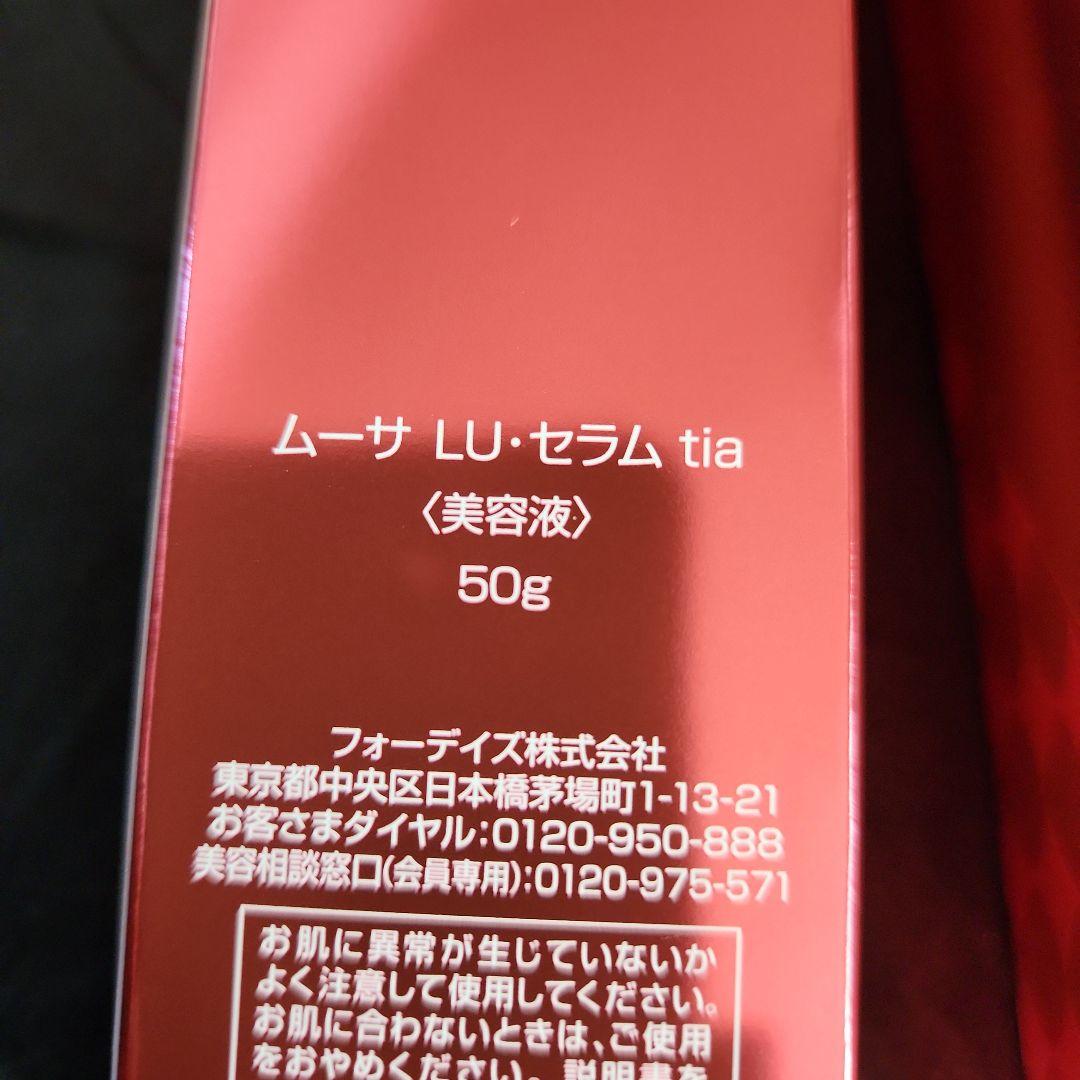 ムーサ LU・セラム tia
〈美容液〉
50g
フォーデイズ株式会社
東京都中央区日本橋茅場町1-13-21
お客さまダイヤル:0120-950-888
美容相談窓口(会員専用):0120-975-571
お肌に異常が生じていないか
よく注意して使用してください。
お肌に合わないときは、ご使用
をおやめください。説明書を